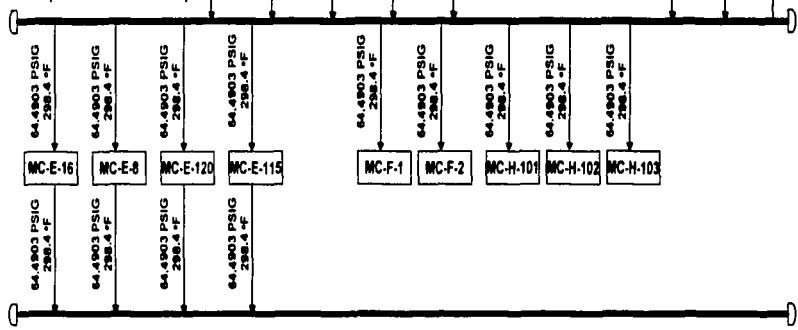 64.4903 PSIG
298.4 °F
64.4903 PSIG
298.4 °F
64.4903 PSIG
298.4 °F
64.4903 PSIG
298.4 °F
64.4903 PSIG
298.4 °F
64.4903 PSIG
298.4 °F
64.4903 PSIG
298.4 °F
64.4903 PSIG
298.4 °F
64.4903 PSIG
298.4 °F
MC-E-16
MC-E-8
MC-E-120
MC-E-115
MC-F-1
MC-F-2
MC-H-101
MC-H-102
MC-H-103
64.4903 PSIG
298.4 °F
64.4903 PSIG
298.4 °F
64.4903 PSIG
298.4 °F
64.4903 PSIG
298.4 °F